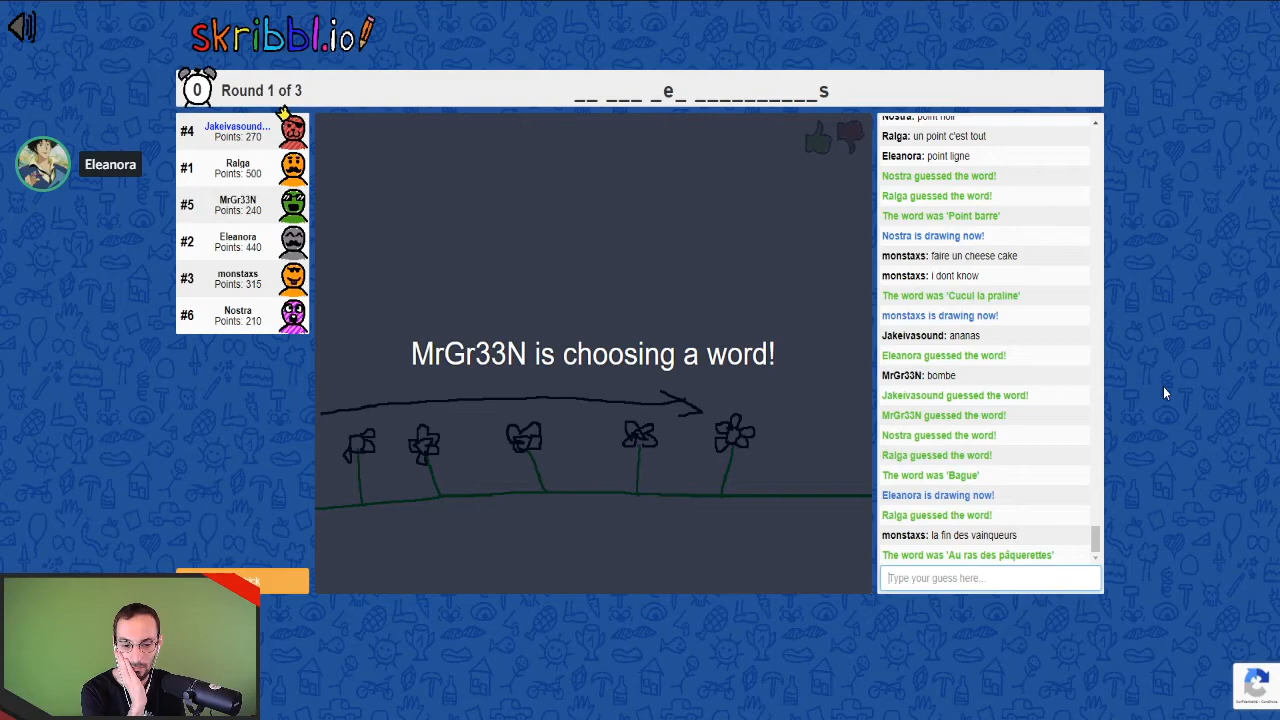 skribbl.io
0
Round 1 of 3
__ ___ _e_ __________s
#4 Jakeivasound...
Points: 270
#1 Ralga
Points: 500
#5 MrGr33N
Points: 240
#2 Eleanora
Points: 440
#3 monstaxs
Points: 315
#6 Nostra
Points: 210
Eleanora
MrGr33N is choosing a word!
Nostra: point noir
Ralga: un point c'est tout
Eleanora: point ligne
Nostra guessed the word!
Ralga guessed the word!
The word was 'Point barre'
Nostra is drawing now!
monstaxs: faire un cheese cake
monstaxs: i dont know
The word was 'Cucul la praline'
monstaxs is drawing now!
Jakeivasound: ananas
Eleanora guessed the word!
MrGr33N: bombe
Jakeivasound guessed the word!
MrGr33N guessed the word!
Nostra guessed the word!
Ralga guessed the word!
The word was 'Bague'
Eleanora is drawing now!
Ralga guessed the word!
monstaxs: la fin des vainqueurs
The word was 'Au ras des pâquerettes'
Type your guess here...